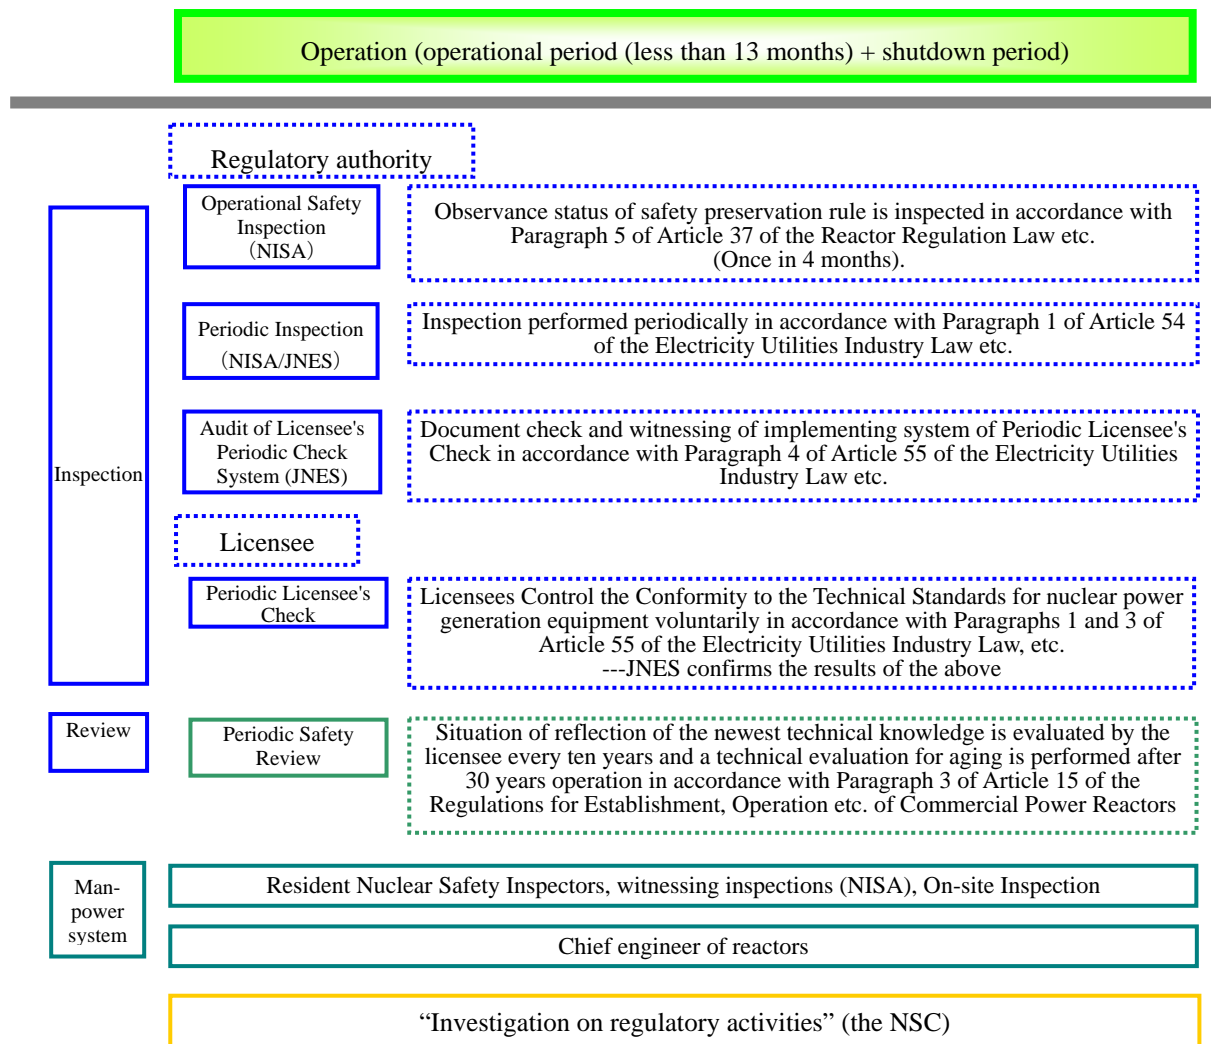 Operation (operational period (less than 13 months) + shutdown period)
Regulatory authority
Inspection
Operational Safety
Inspection
（NISA）
Observance status of safety preservation rule is inspected in accordance with
Paragraph 5 of Article 37 of the Reactor Regulation Law etc.
(Once in 4 months).
Periodic Inspection
（NISA/JNES）
Inspection performed periodically in accordance with Paragraph 1 of Article 54
of the Electricity Utilities Industry Law etc.
Audit of Licensee's
Periodic Check
System (JNES)
Document check and witnessing of implementing system of Periodic Licensee's
Check in accordance with Paragraph 4 of Article 55 of the Electricity Utilities
Industry Law etc.
Licensee
Periodic Licensee's
Check
Licensees Control the Conformity to the Technical Standards for nuclear power
generation equipment voluntarily in accordance with Paragraphs 1 and 3 of
Article 55 of the Electricity Utilities Industry Law, etc.
---JNES confirms the results of the above
Review
Periodic Safety
Review
Situation of reflection of the newest technical knowledge is evaluated by the
licensee every ten years and a technical evaluation for aging is performed after
30 years operation in accordance with Paragraph 3 of Article 15 of the
Regulations for Establishment, Operation etc. of Commercial Power Reactors
Man-
power
system
Resident Nuclear Safety Inspectors, witnessing inspections (NISA), On-site Inspection
Chief engineer of reactors
“Investigation on regulatory activities” (the NSC)